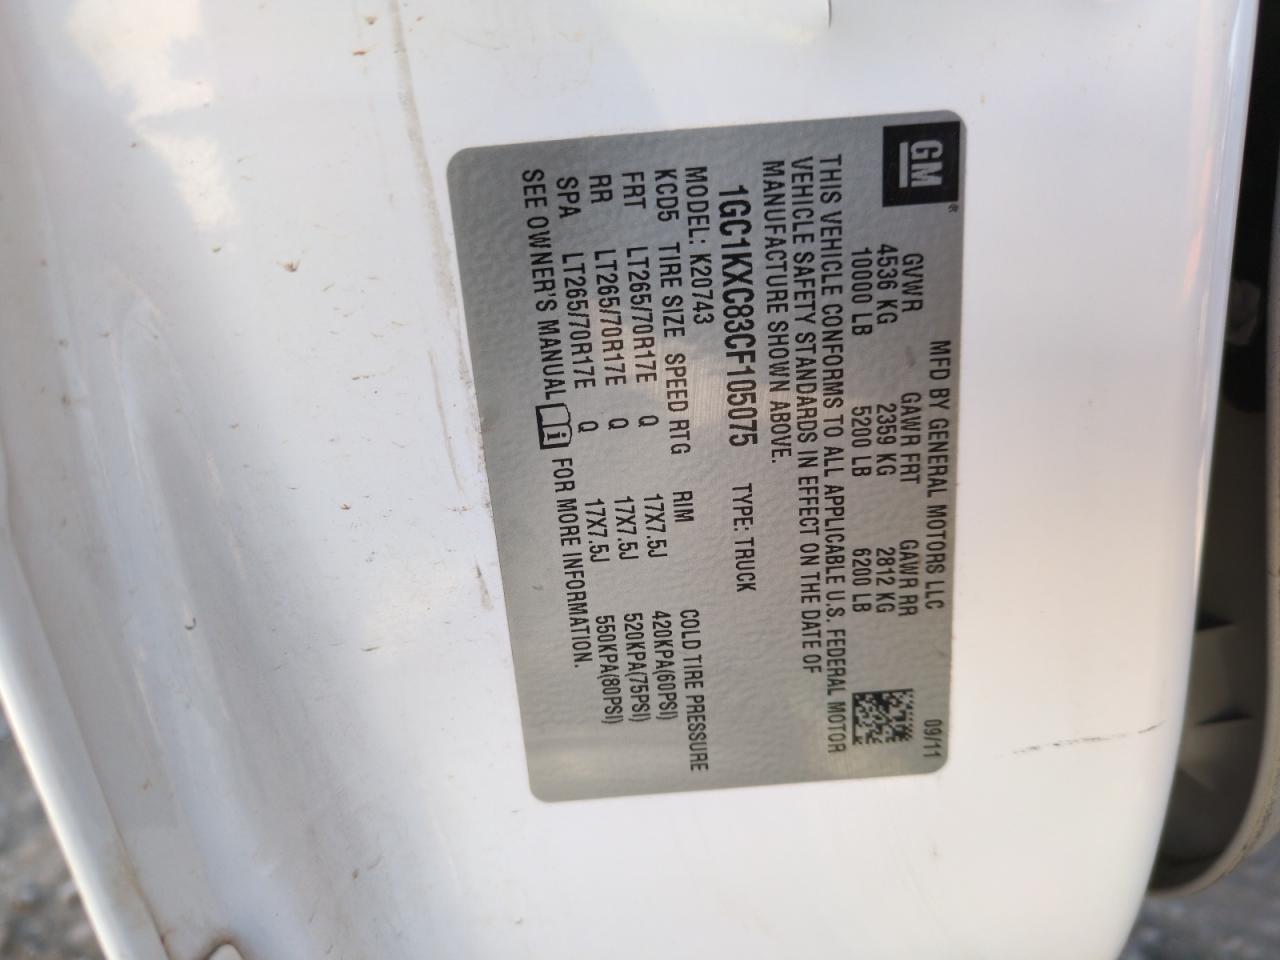 GM®
MFD BY GENERAL MOTORS LLC 09/11
GVWR GAWR FRT GAWR RR
4536 KG 2359 KG 2812 KG
10000 LB 5200 LB 6200 LB
THIS VEHICLE CONFORMS TO ALL APPLICABLE U.S. FEDERAL MOTOR
VEHICLE SAFETY STANDARDS IN EFFECT ON THE DATE OF
MANUFACTURE SHOWN ABOVE.
1GC1KXC83CF105075 TYPE: TRUCK
MODEL: K20743
KCD5 TIRE SIZE SPEED RTG RIM COLD TIRE PRESSURE
FRT LT265/70R17E Q 17X7.5J 420KPA(60PSI)
RR LT265/70R17E Q 17X7.5J 520KPA(75PSI)
SPA LT265/70R17E Q 17X7.5J 550KPA(80PSI)
SEE OWNER'S MANUAL i FOR MORE INFORMATION.